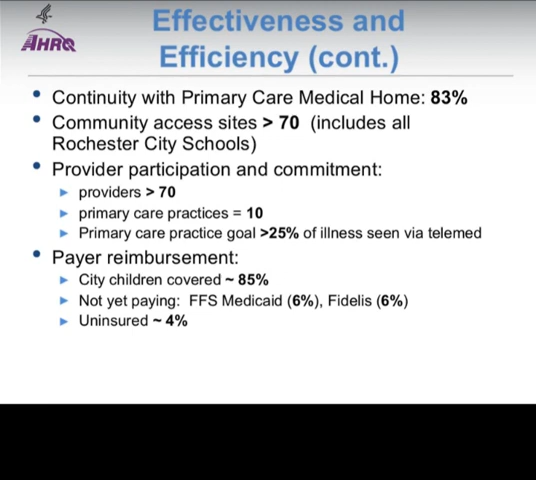 AHRQ
Effectiveness and
Efficiency (cont.)
• Continuity with Primary Care Medical Home: 83%
• Community access sites > 70 (includes all
Rochester City Schools)
• Provider participation and commitment:
► providers > 70
► primary care practices = 10
► Primary care practice goal >25% of illness seen via telemed
• Payer reimbursement:
► City children covered ~ 85%
► Not yet paying: FFS Medicaid (6%), Fidelis (6%)
► Uninsured ~ 4%